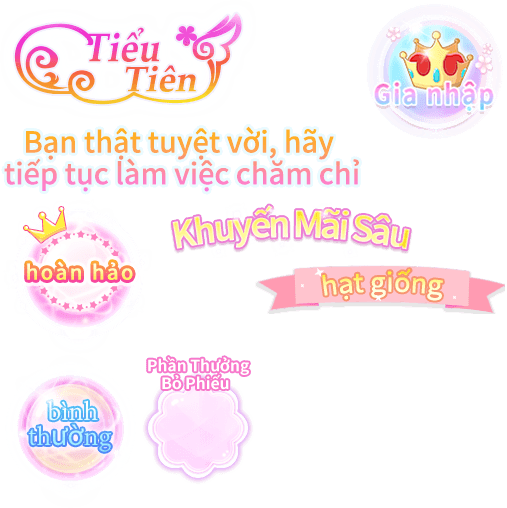 Tiểu
Tiên
Gia nhập
Bạn thật tuyệt vời, hãy
tiếp tục làm việc chăm chỉ
Khuyến Mãi Sâu
hoàn hảo
hạt giống
Phần Thưởng
Bỏ Phiếu
bình
thường